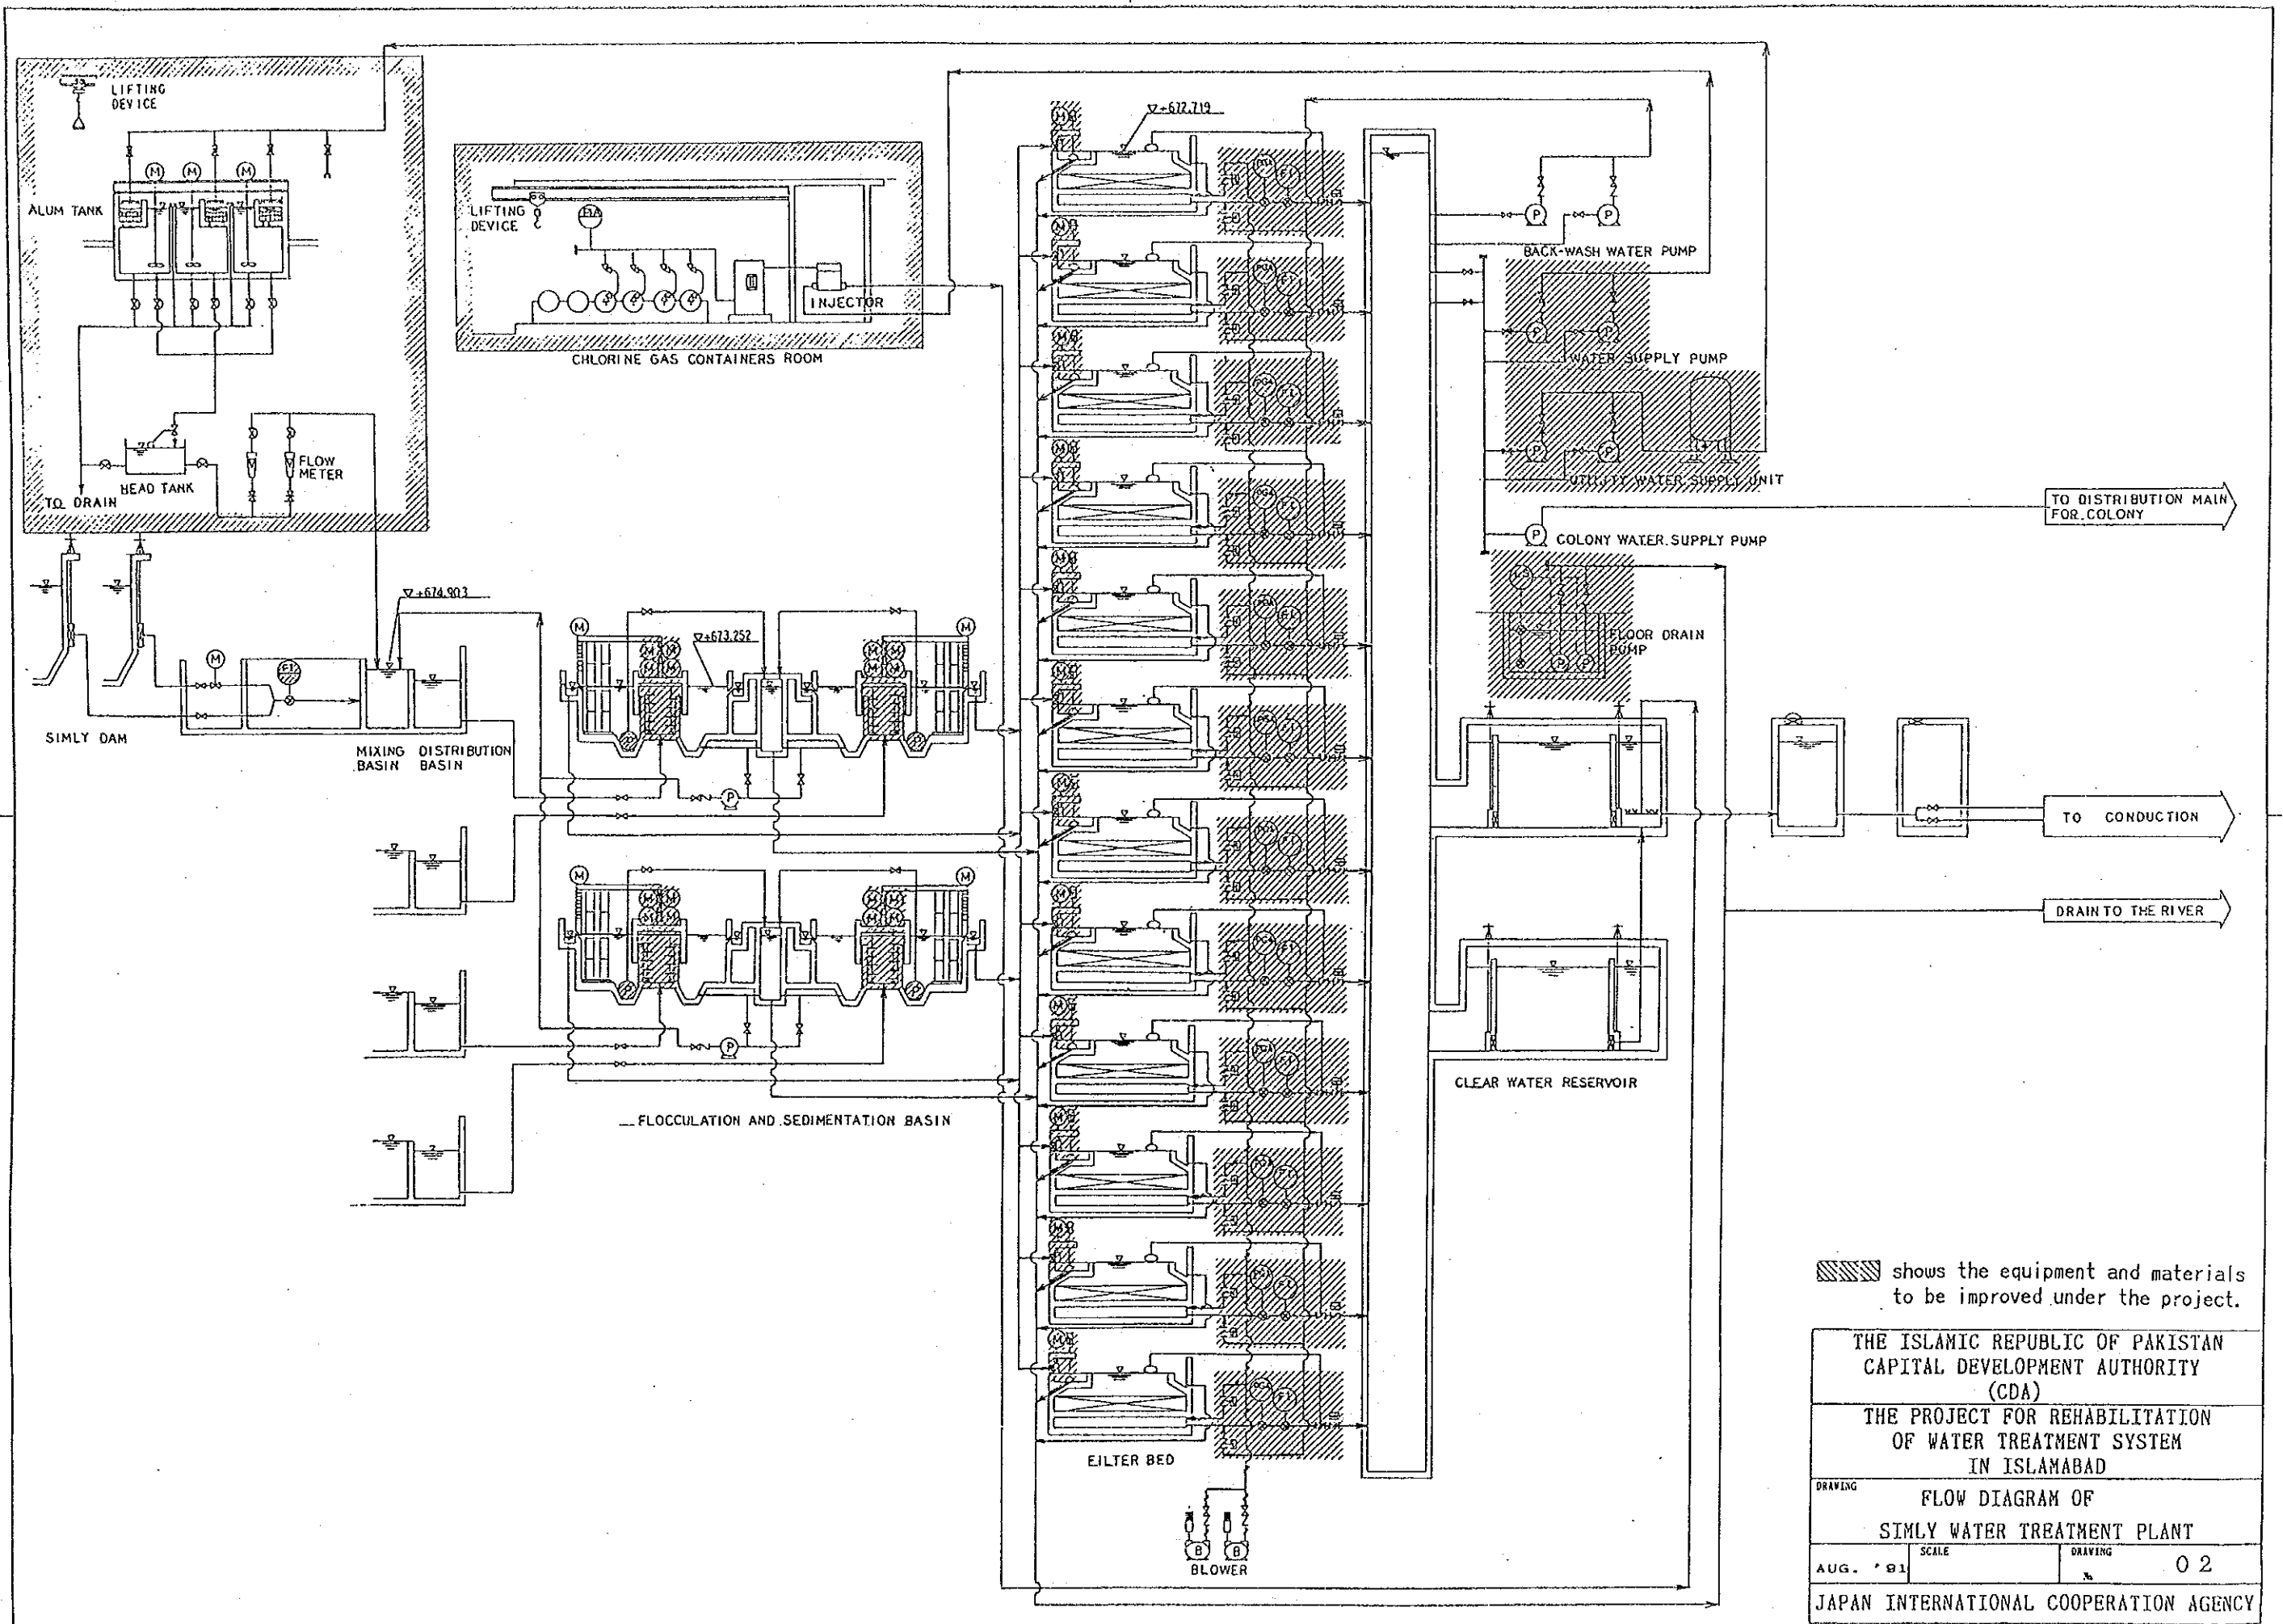 LIFTING
DEVICE
M
M
M
ALUM TANK
FLOW
METER
HEAD TANK
TO DRAIN
LIFTING
DEVICE
INJECTOR
CHLORINE GAS CONTAINERS ROOM
▽+672.719
P
P
BACK-WASH WATER PUMP
P
P
WATER SUPPLY PUMP
P
P
UTILITY WATER SUPPLY UNIT
TO DISTRIBUTION MAIN
FOR COLONY
P
COLONY WATER SUPPLY PUMP
FLOOR DRAIN
PUMP
P
P
▽+674.903
M
FI
SIMLY DAM
MIXING
BASIN
DISTRIBUTION
BASIN
M
▽+673.252
M
M
M
M
M
M
M
M
M
P
P
P
M
M
M
M
M
M
M
M
M
M
P
P
P
FLOCCULATION AND SEDIMENTATION BASIN
TO CONDUCTION
DRAIN TO THE RIVER
CLEAR WATER RESERVOIR
FILTER BED
B
B
BLOWER
shows the equipment and materials
to be improved under the project.
THE ISLAMIC REPUBLIC OF PAKISTAN
CAPITAL DEVELOPMENT AUTHORITY
(CDA)
THE PROJECT FOR REHABILITATION
OF WATER TREATMENT SYSTEM
IN ISLAMABAD
DRAWING
FLOW DIAGRAM OF
SIMLY WATER TREATMENT PLANT
AUG. '91
SCALE
DRAWING
№
02
JAPAN INTERNATIONAL COOPERATION AGENCY